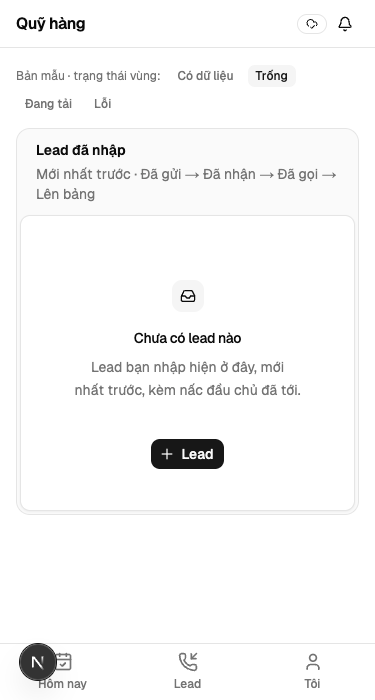 Quỹ hàng
Bản mẫu · trạng thái vùng: Có dữ liệu Trống
Đang tải Lỗi
Lead đã nhập
Mới nhất trước · Đã gửi → Đã nhận → Đã gọi →
Lên bảng
Chưa có lead nào
Lead bạn nhập hiện ở đây, mới
nhất trước, kèm nấc đầu chủ đã tới.
+ Lead
N
Hôm nay Lead Tôi